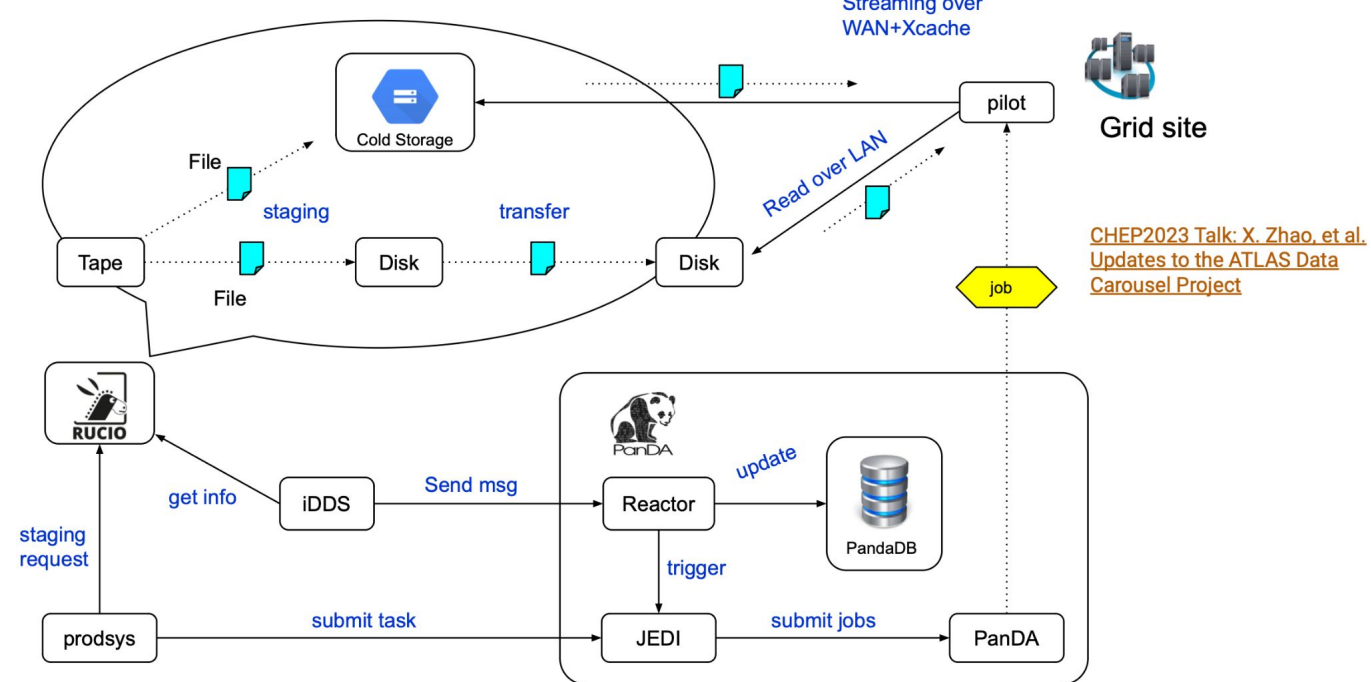 Streaming over
WAN+Xcache
Cold Storage
pilot
Grid site
File
Read over LAN
staging
transfer
Tape
Disk
Disk
File
CHEP2023 Talk: X. Zhao, et al.
Updates to the ATLAS Data
Carousel Project
job
RUCIO
PanDA
update
get info
iDDS
Send msg
Reactor
PandaDB
staging
request
trigger
prodsys
submit task
JEDI
submit jobs
PanDA